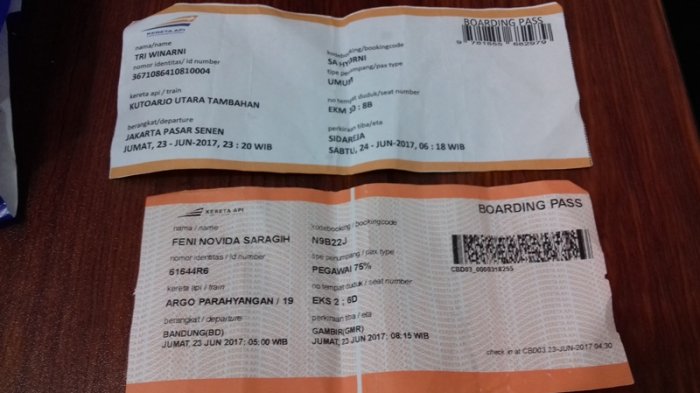 KERETA API
BOARDING PASS
9 781555 682979
nama/name
TRI WINARNI
nomor identitas/ id number
3671086410810004
kereta api / train
KUTOARJO UTARA TAMBAHAN
berangkat/departure
JAKARTA PASAR SENEN
JUMAT, 23 - JUN-2017, 23 : 20 WIB
kodebooking/bookingcode
tipe penumpang/pax type
UMUM
no tempat duduk/seat number
EKM : 8B
perkiraan tiba/eta
SIDAREJA
SABTU, 24 -JUN-2017, 06 : 18 WIB
KERETA API
BOARDING PASS
nama / name
FENI NOVIDA SARAGIH
nomor identitas / id number
61644R6
kereta api / train
ARGO PARAHYANGAN / 19
berangkat / departure
BANDUNG(BD)
JUMAT, 23 JUN 2017; 05:00 WIB
kodebooking / bookingcode
N9B22J
tipe penumpang / pax type
PEGAWAI 75%
no tempat duduk / seat number
EKS 2 ; 6D
perkiraan tiba / eta
GAMBIR(GMR)
JUMAT, 23 JUN 2017; 08:15 WIB
CBD03_0003318255
check in at CBD03 23-JUN-2017 04:30